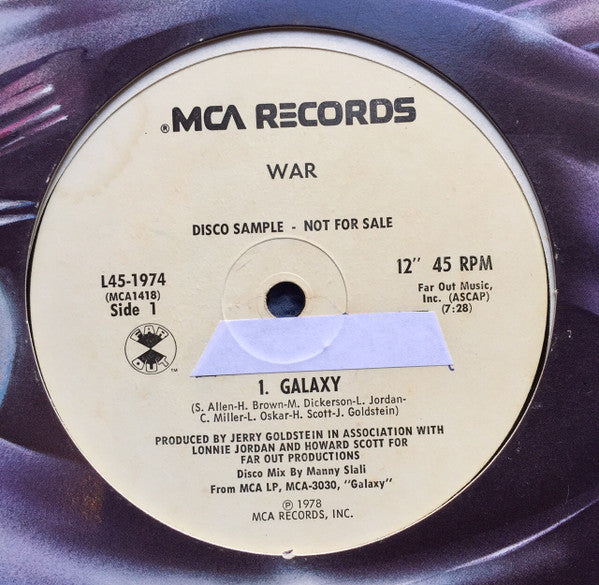 ® MCA RECORDS
WAR
DISCO SAMPLE - NOT FOR SALE
L45-1974
(MCA1418)
Side 1
12" 45 RPM
Far Out Music,
Inc. (ASCAP)
(7:28)
FAR
OUT
TM
1. GALAXY
(S. Allen-H. Brown-M. Dickerson-L. Jordan-
C. Miller-L. Oskar-H. Scott-J. Goldstein)
PRODUCED BY JERRY GOLDSTEIN IN ASSOCIATION WITH
LONNIE JORDAN AND HOWARD SCOTT FOR
FAR OUT PRODUCTIONS
Disco Mix By Manny Slali
From MCA LP, MCA-3030, "Galaxy"
℗ 1978
MCA RECORDS, INC.